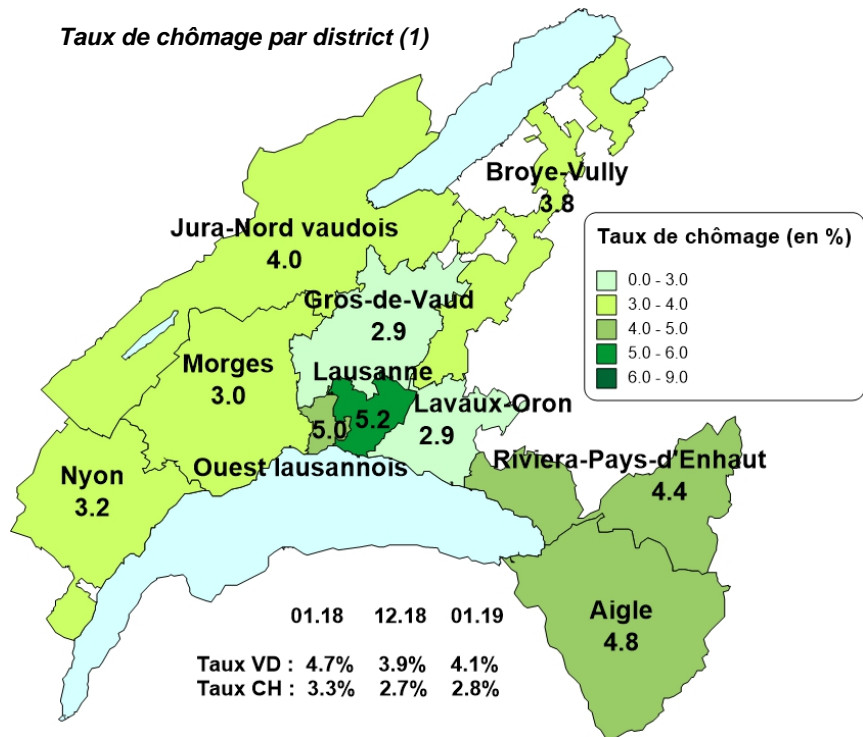 Taux de chômage par district (1)
Broye-Vully
3.8
Jura-Nord vaudois
4.0
Taux de chômage (en %)
0.0 - 3.0
3.0 - 4.0
4.0 - 5.0
5.0 - 6.0
6.0 - 9.0
Gros-de-Vaud
2.9
Morges
3.0
Lausanne
5.2
Lavaux-Oron
2.9
5.0
Ouest lausannois
Riviera-Pays-d'Enhaut
4.4
Nyon
3.2
Aigle
4.8
01.18 12.18 01.19
Taux VD : 4.7% 3.9% 4.1%
Taux CH : 3.3% 2.7% 2.8%